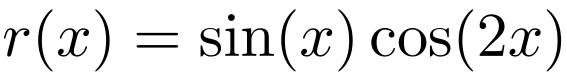 r(x) = sin(x) cos(2x)